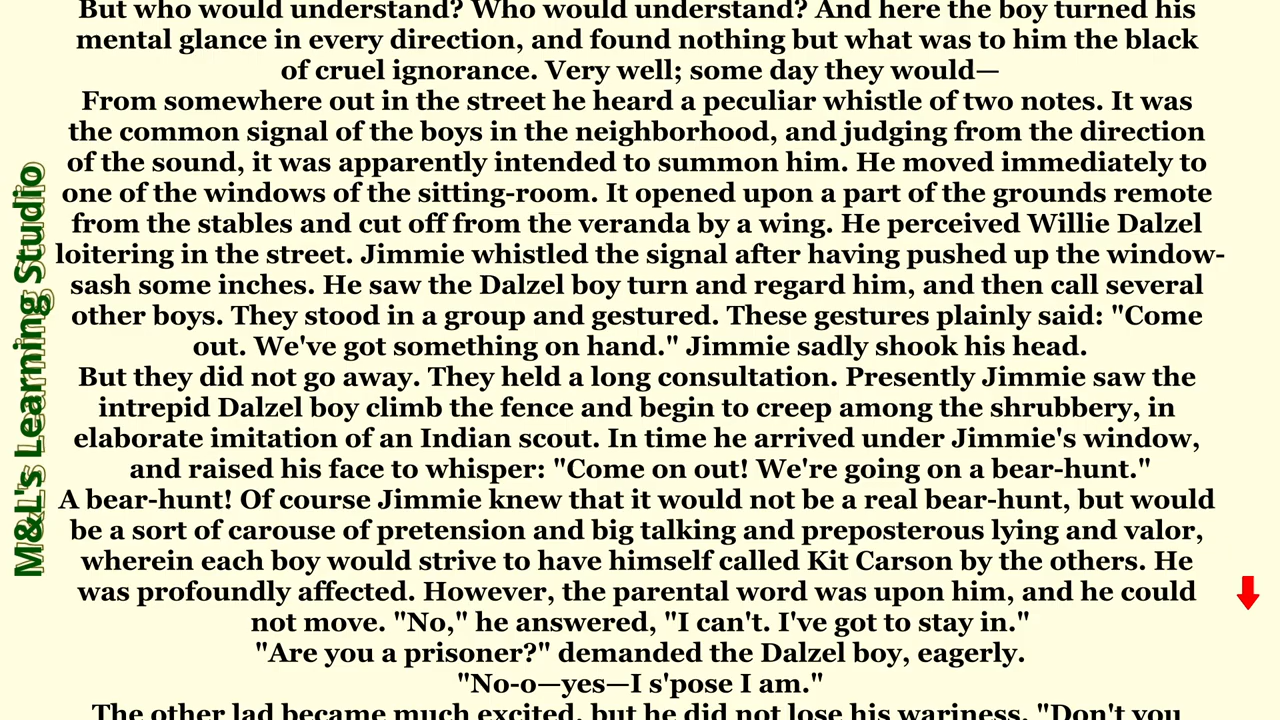 But who would understand? Who would understand? And here the boy turned his
mental glance in every direction, and found nothing but what was to him the black
of cruel ignorance. Very well; some day they would—
From somewhere out in the street he heard a peculiar whistle of two notes. It was
the common signal of the boys in the neighborhood, and judging from the direction
of the sound, it was apparently intended to summon him. He moved immediately to
one of the windows of the sitting-room. It opened upon a part of the grounds remote
from the stables and cut off from the veranda by a wing. He perceived Willie Dalzel
loitering in the street. Jimmie whistled the signal after having pushed up the window-
sash some inches. He saw the Dalzel boy turn and regard him, and then call several
other boys. They stood in a group and gestured. These gestures plainly said: "Come
out. We've got something on hand." Jimmie sadly shook his head.
But they did not go away. They held a long consultation. Presently Jimmie saw the
intrepid Dalzel boy climb the fence and begin to creep among the shrubbery, in
elaborate imitation of an Indian scout. In time he arrived under Jimmie's window,
and raised his face to whisper: "Come on out! We're going on a bear-hunt."
A bear-hunt! Of course Jimmie knew that it would not be a real bear-hunt, but would
be a sort of carouse of pretension and big talking and preposterous lying and valor,
wherein each boy would strive to have himself called Kit Carson by the others. He
was profoundly affected. However, the parental word was upon him, and he could
not move. "No," he answered, "I can't. I've got to stay in."
"Are you a prisoner?" demanded the Dalzel boy, eagerly.
"No-o—yes—I s'pose I am."
The other lad became much excited, but he did not lose his wariness. "Don't you
M&L's Learning Studio